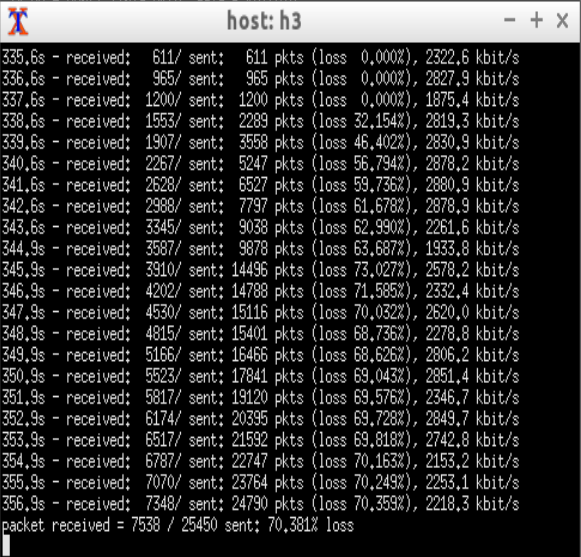 host: h3
335.6s - received:   611/ sent:   611 pkts (loss  0.000%), 2322.6 kbit/s
336.6s - received:   965/ sent:   965 pkts (loss  0.000%), 2827.9 kbit/s
337.6s - received:  1200/ sent:  1200 pkts (loss  0.000%), 1875.4 kbit/s
338.6s - received:  1553/ sent:  2289 pkts (loss 32.154%), 2819.3 kbit/s
339.6s - received:  1907/ sent:  3558 pkts (loss 46.402%), 2830.9 kbit/s
340.6s - received:  2267/ sent:  5247 pkts (loss 56.794%), 2878.2 kbit/s
341.6s - received:  2628/ sent:  6527 pkts (loss 59.736%), 2880.9 kbit/s
342.6s - received:  2988/ sent:  7797 pkts (loss 61.678%), 2878.9 kbit/s
343.6s - received:  3345/ sent:  9038 pkts (loss 62.990%), 2261.6 kbit/s
344.9s - received:  3587/ sent:  9878 pkts (loss 63.687%), 1933.8 kbit/s
345.9s - received:  3910/ sent: 14496 pkts (loss 73.027%), 2578.2 kbit/s
346.9s - received:  4202/ sent: 14788 pkts (loss 71.585%), 2332.4 kbit/s
347.9s - received:  4530/ sent: 15116 pkts (loss 70.032%), 2620.0 kbit/s
348.9s - received:  4815/ sent: 15401 pkts (loss 68.736%), 2278.8 kbit/s
349.9s - received:  5166/ sent: 16466 pkts (loss 68.626%), 2806.2 kbit/s
350.9s - received:  5523/ sent: 17841 pkts (loss 69.043%), 2851.4 kbit/s
351.9s - received:  5817/ sent: 19120 pkts (loss 69.576%), 2346.7 kbit/s
352.9s - received:  6174/ sent: 20395 pkts (loss 69.728%), 2849.7 kbit/s
353.9s - received:  6517/ sent: 21592 pkts (loss 69.818%), 2742.8 kbit/s
354.9s - received:  6787/ sent: 22747 pkts (loss 70.163%), 2153.2 kbit/s
355.9s - received:  7070/ sent: 23764 pkts (loss 70.249%), 2253.1 kbit/s
356.9s - received:  7348/ sent: 24790 pkts (loss 70.359%), 2218.3 kbit/s
packet received = 7538 / 25450 sent: 70.381% loss